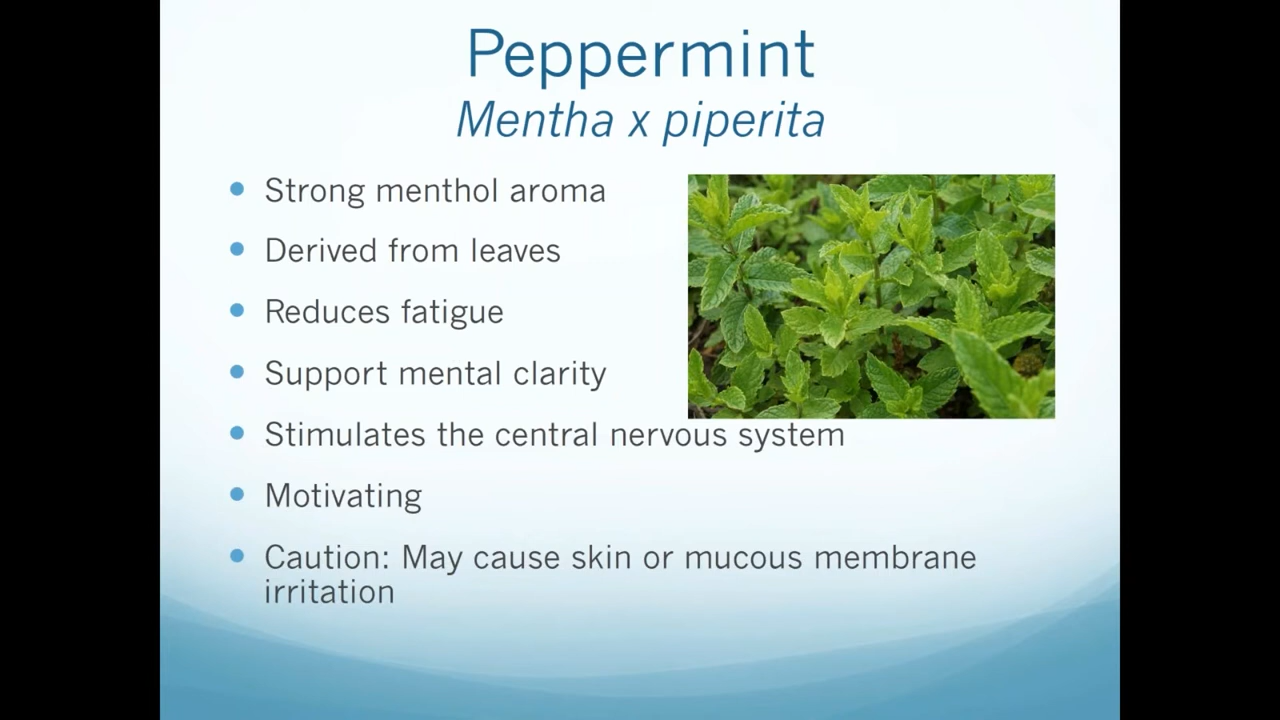 Peppermint
Mentha x piperita
• Strong menthol aroma
• Derived from leaves
• Reduces fatigue
• Support mental clarity
• Stimulates the central nervous system
• Motivating
• Caution: May cause skin or mucous membrane
irritation